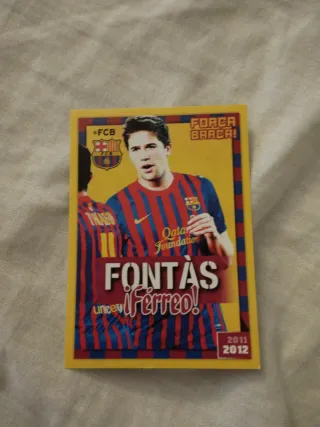 FCB
FORÇA
BARÇA!
THIAGO
11
Qatar
Foundation
FONTÀS
¡Férreo!
unicef
2011
2012